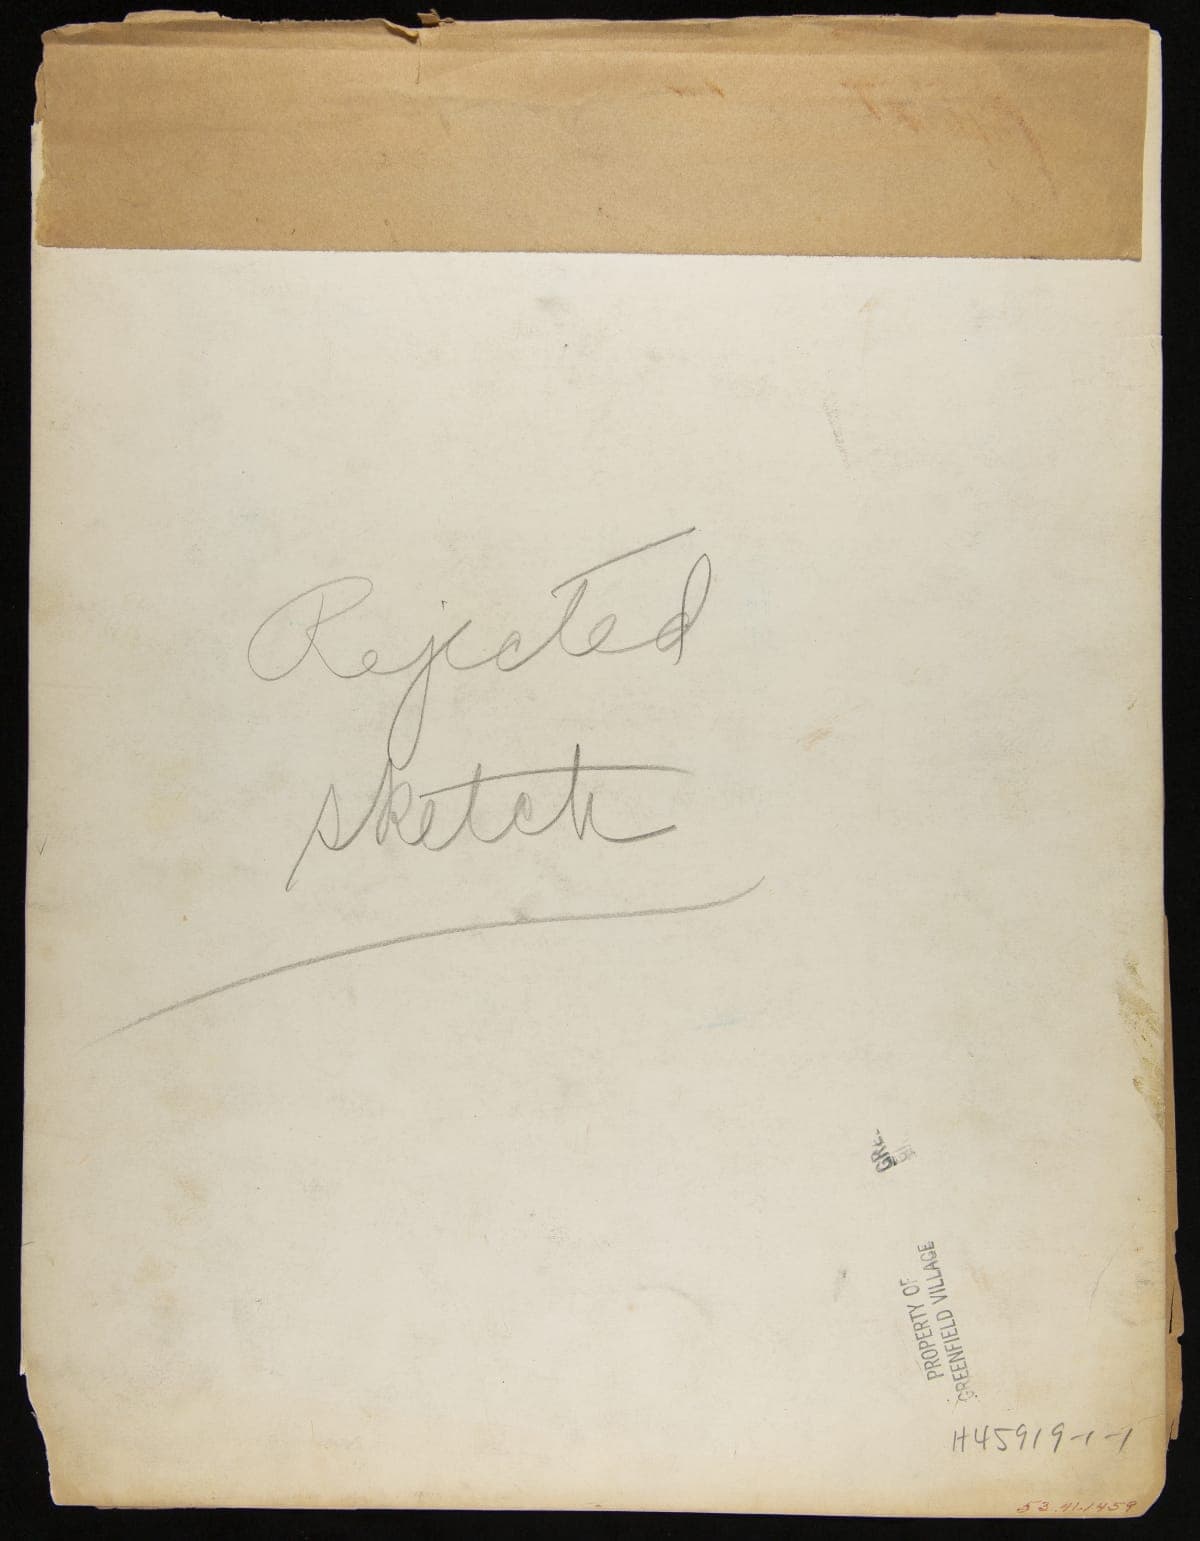 Rejected
sketch
GRE
PROPERTY OF
GREENFIELD VILLAGE
H45919-1-1
53.41.1459